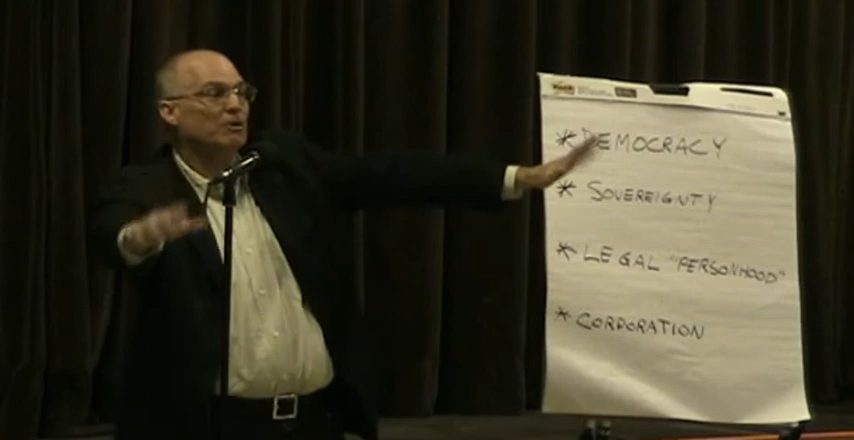 * DEMOCRACY
* SOVEREIGNTY
* LEGAL "PERSONHOOD"
* CORPORATION